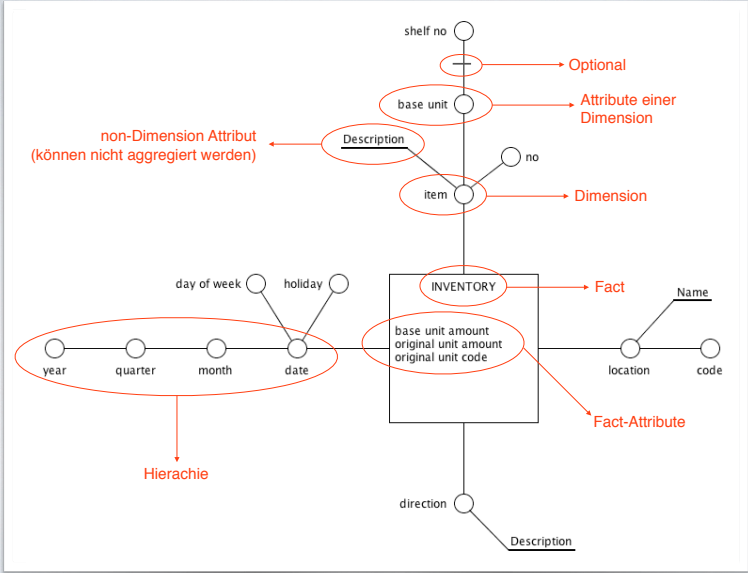 shelf no
Optional
base unit
Attribute einer
Dimension
non-Dimension Attribut
(können nicht aggregiert werden)
Description
no
item
Dimension
day of week
holiday
INVENTORY
Fact
Name
base unit amount
original unit amount
original unit code
year
quarter
month
date
location
code
Fact-Attribute
Hierachie
direction
Description